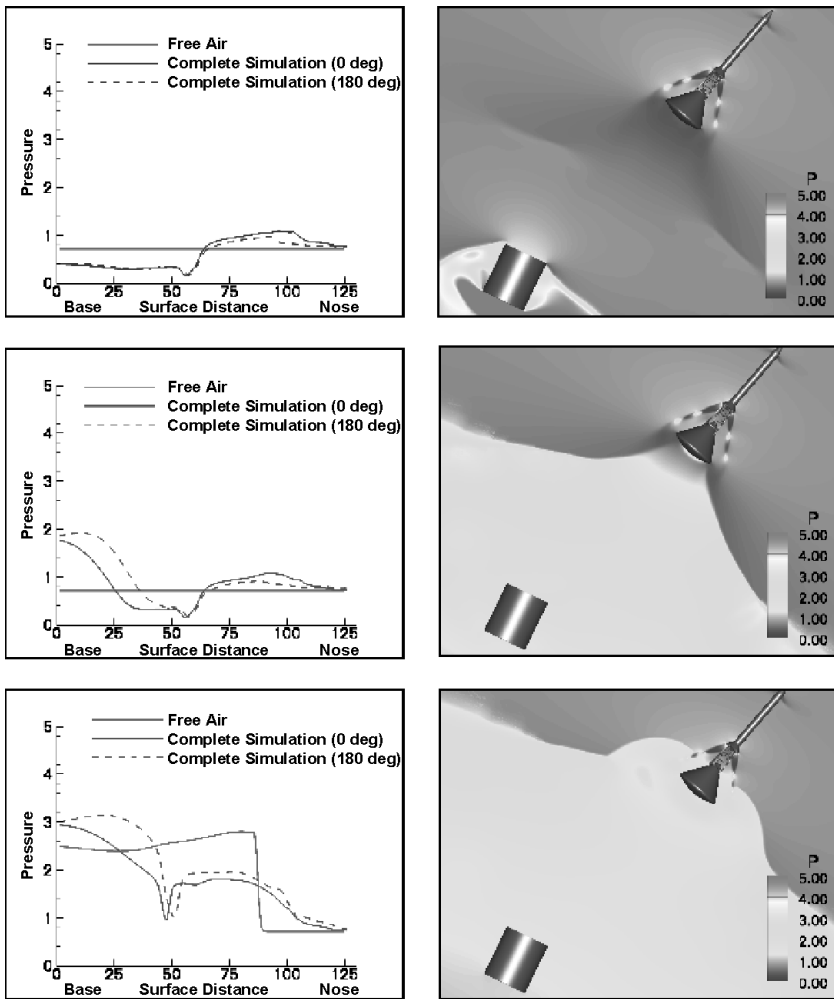 5
Free Air
Complete Simulation (0 deg)
Complete Simulation (180 deg)
4
3
Pressure
2
1
0
0 25 50 75 100 125
Base Surface Distance Nose
P
5.00
4.00
3.00
2.00
1.00
0.00
5
Free Air
Complete Simulation (0 deg)
Complete Simulation (180 deg)
4
3
Pressure
2
1
0
0 25 50 75 100 125
Base Surface Distance Nose
P
5.00
4.00
3.00
2.00
1.00
0.00
5
Free Air
Complete Simulation (0 deg)
Complete Simulation (180 deg)
4
3
Pressure
2
1
0
0 25 50 75 100 125
Base Surface Distance Nose
P
5.00
4.00
3.00
2.00
1.00
0.00